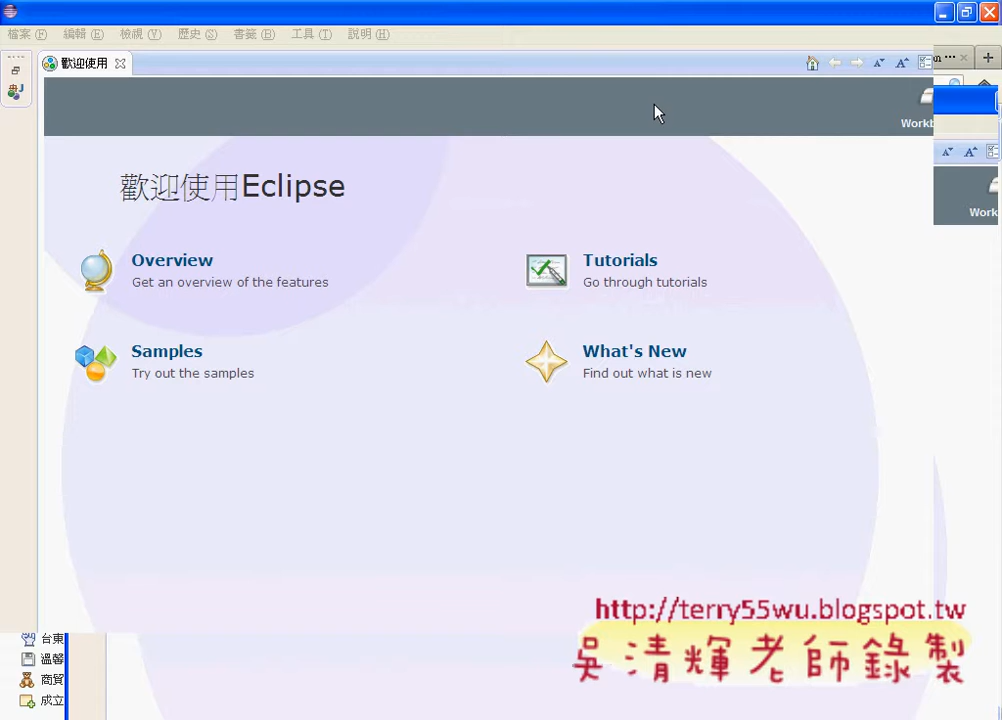 檔案(F) 編輯(E) 檢視(V) 歷史(S) 書籤(B) 工具(T) 說明(H)
歡迎使用
Work
Work
歡迎使用Eclipse
Overview
Get an overview of the features
Tutorials
Go through tutorials
Samples
Try out the samples
What's New
Find out what is new
http://terry55wu.blogspot.tw
吳清輝老師錄製
台東
溫馨
商貿
成立